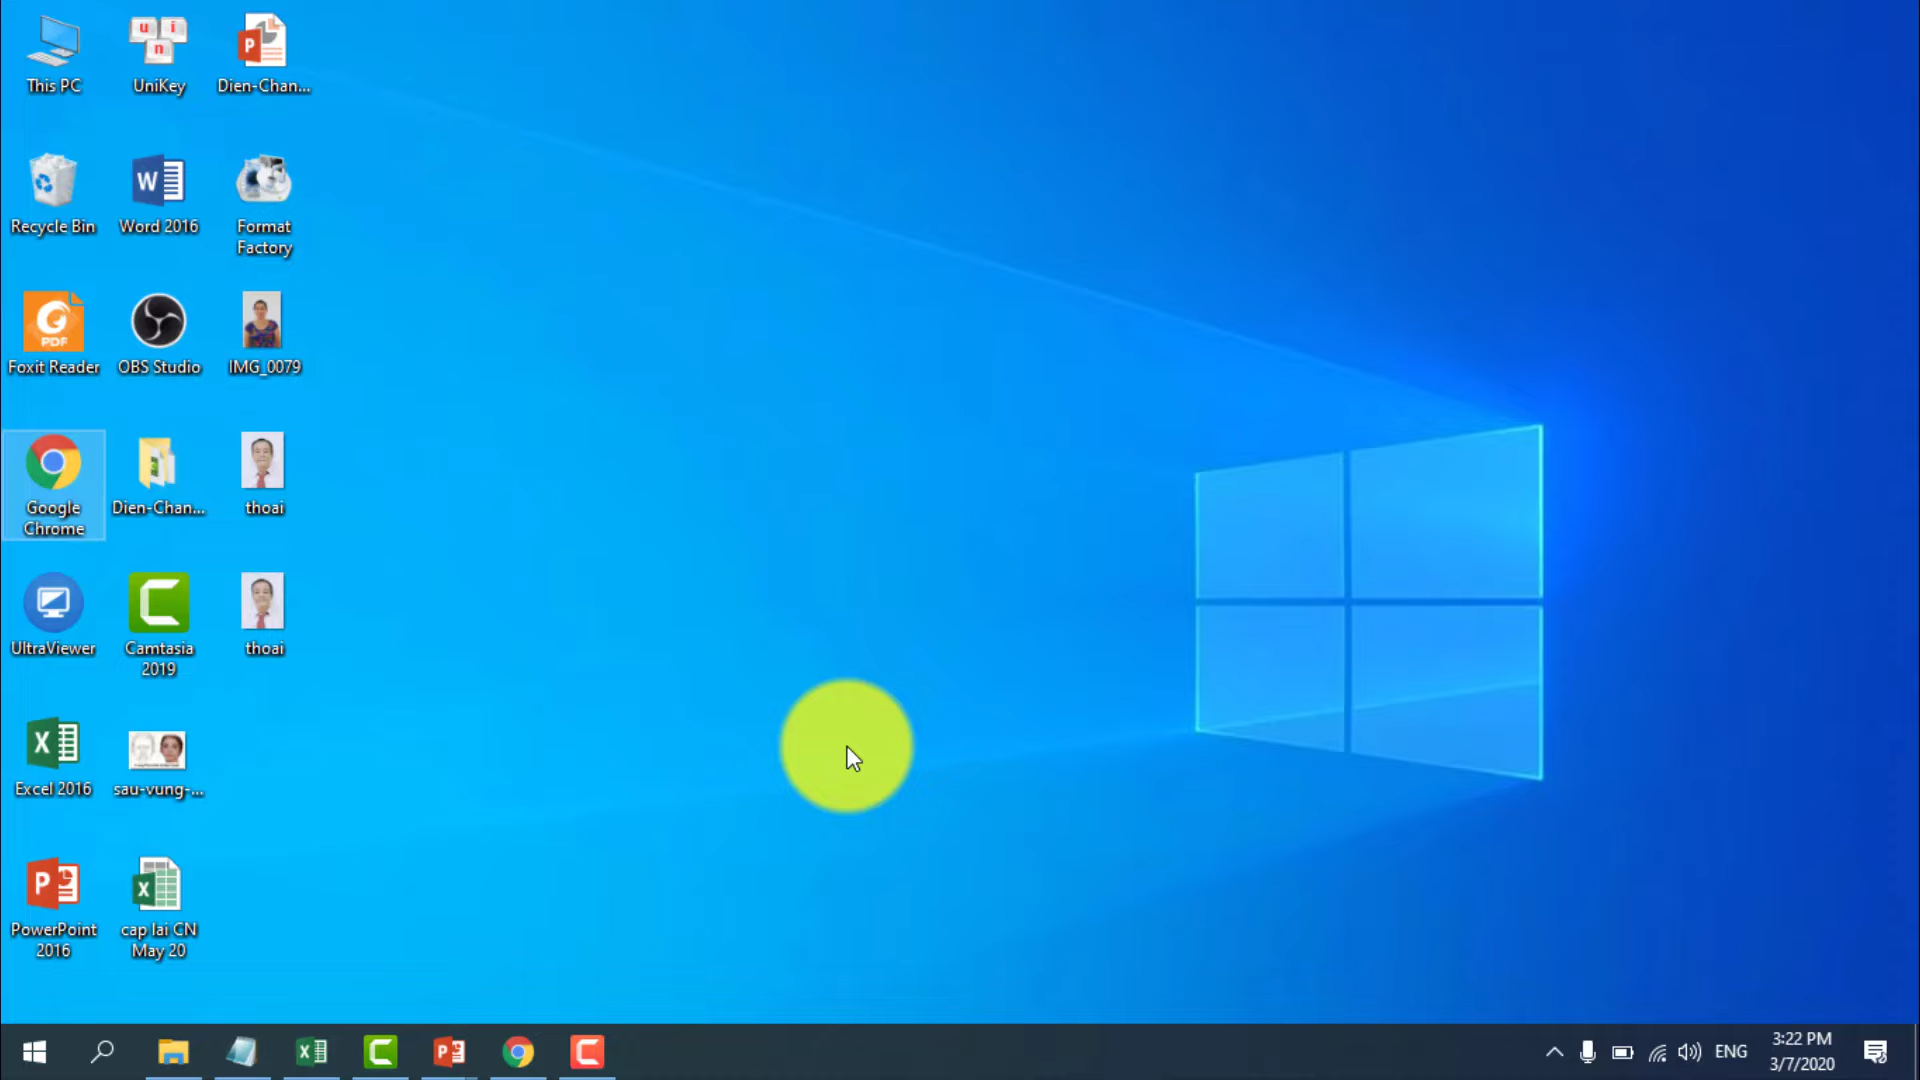 This PC
UniKey
Dien-Chan...
Recycle Bin
Word 2016
Format
Factory
Foxit Reader
OBS Studio
IMG_0079
Google
Chrome
Dien-Chan...
thoai
UltraViewer
Camtasia
2019
thoai
Excel 2016
sau-vung-...
PowerPoint
2016
cap lai CN
May 20
ENG
3:22 PM
3/7/2020